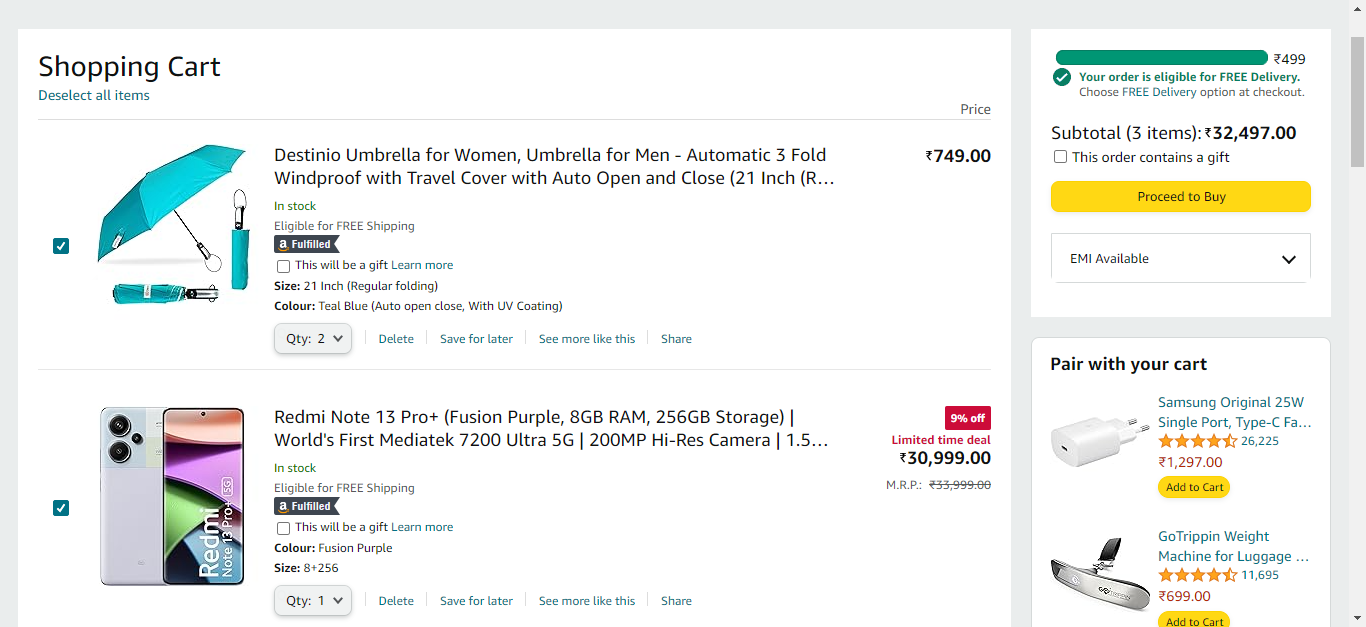 Shopping Cart
Deselect all items
Price
Destinio Umbrella for Women, Umbrella for Men - Automatic 3 Fold
Windproof with Travel Cover with Auto Open and Close (21 Inch (R...
₹749.00
In stock
Eligible for FREE Shipping
a Fulfilled
This will be a gift Learn more
Size: 21 Inch (Regular folding)
Colour: Teal Blue (Auto open close, With UV Coating)
Qty: 2
Delete
Save for later
See more like this
Share
Redmi Note 13 Pro+ (Fusion Purple, 8GB RAM, 256GB Storage) |
World's First Mediatek 7200 Ultra 5G | 200MP Hi-Res Camera | 1.5...
9% off
Limited time deal
₹30,999.00
M.R.P.: ₹33,999.00
In stock
Eligible for FREE Shipping
a Fulfilled
This will be a gift Learn more
Colour: Fusion Purple
Size: 8+256
Redmi
Note 13 Pro+ 5G
Qty: 1
Delete
Save for later
See more like this
Share
₹499
Your order is eligible for FREE Delivery.
Choose FREE Delivery option at checkout.
Subtotal (3 items): ₹32,497.00
This order contains a gift
Proceed to Buy
EMI Available
Pair with your cart
Samsung Original 25W
Single Port, Type-C Fa...
26,225
₹1,297.00
Add to Cart
GoTrippin Weight
Machine for Luggage ...
11,695
₹699.00
Add to Cart